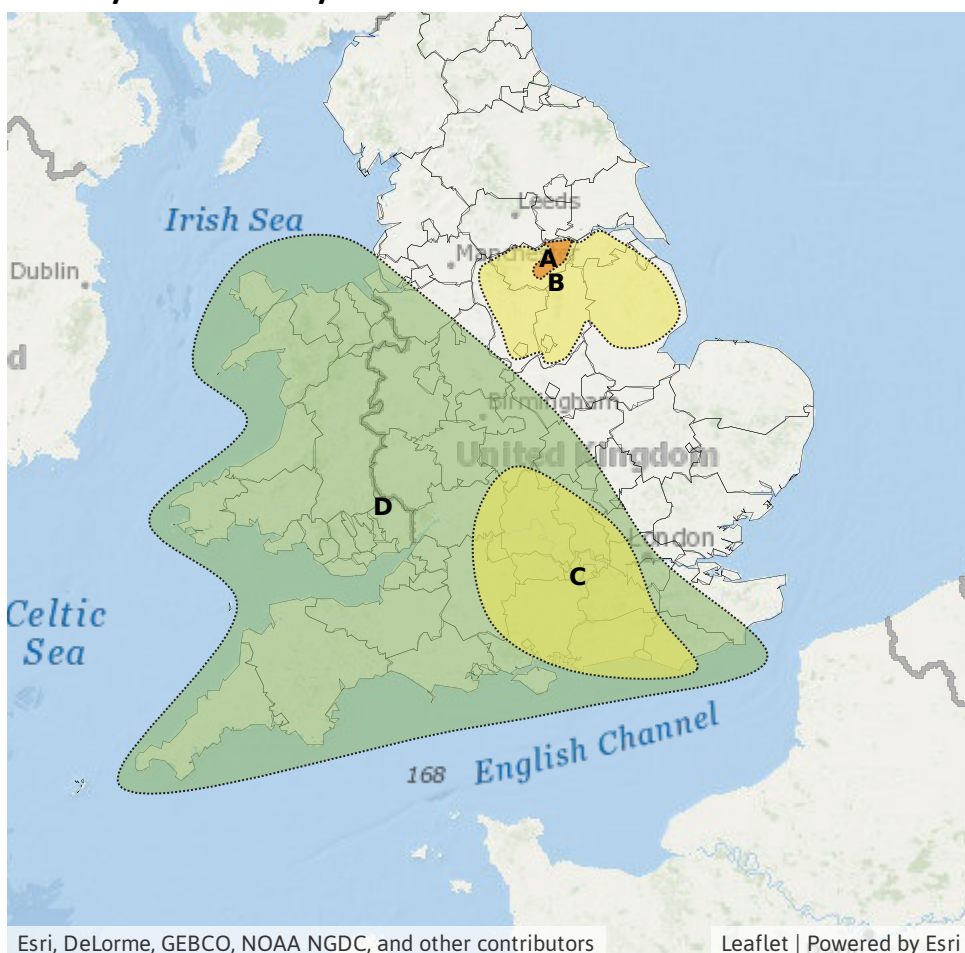 Irish Sea
Leeds
Manchester
Dublin
A
B
d
Birmingham
United Kingdom
D
London
C
Celtic
Sea
English Channel
168
Esri, DeLorme, GEBCO, NOAA NGDC, and other contributors
Leaflet | Powered by Esri